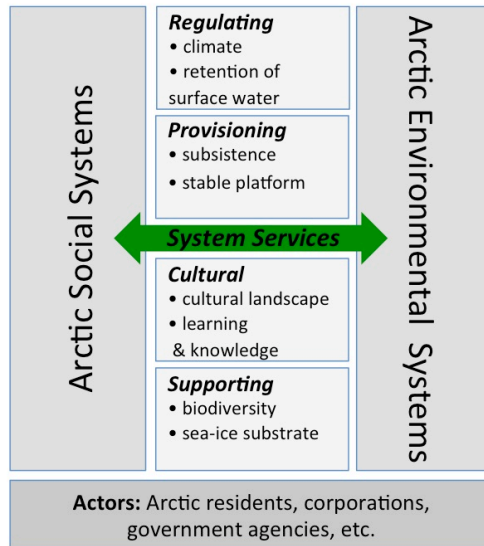 Arctic Social Systems
Regulating
• climate
• retention of
surface water
Provisioning
• subsistence
• stable platform
System Services
Cultural
• cultural landscape
• learning
& knowledge
Supporting
• biodiversity
• sea-ice substrate
Arctic Environmental Systems
Actors: Arctic residents, corporations,
government agencies, etc.